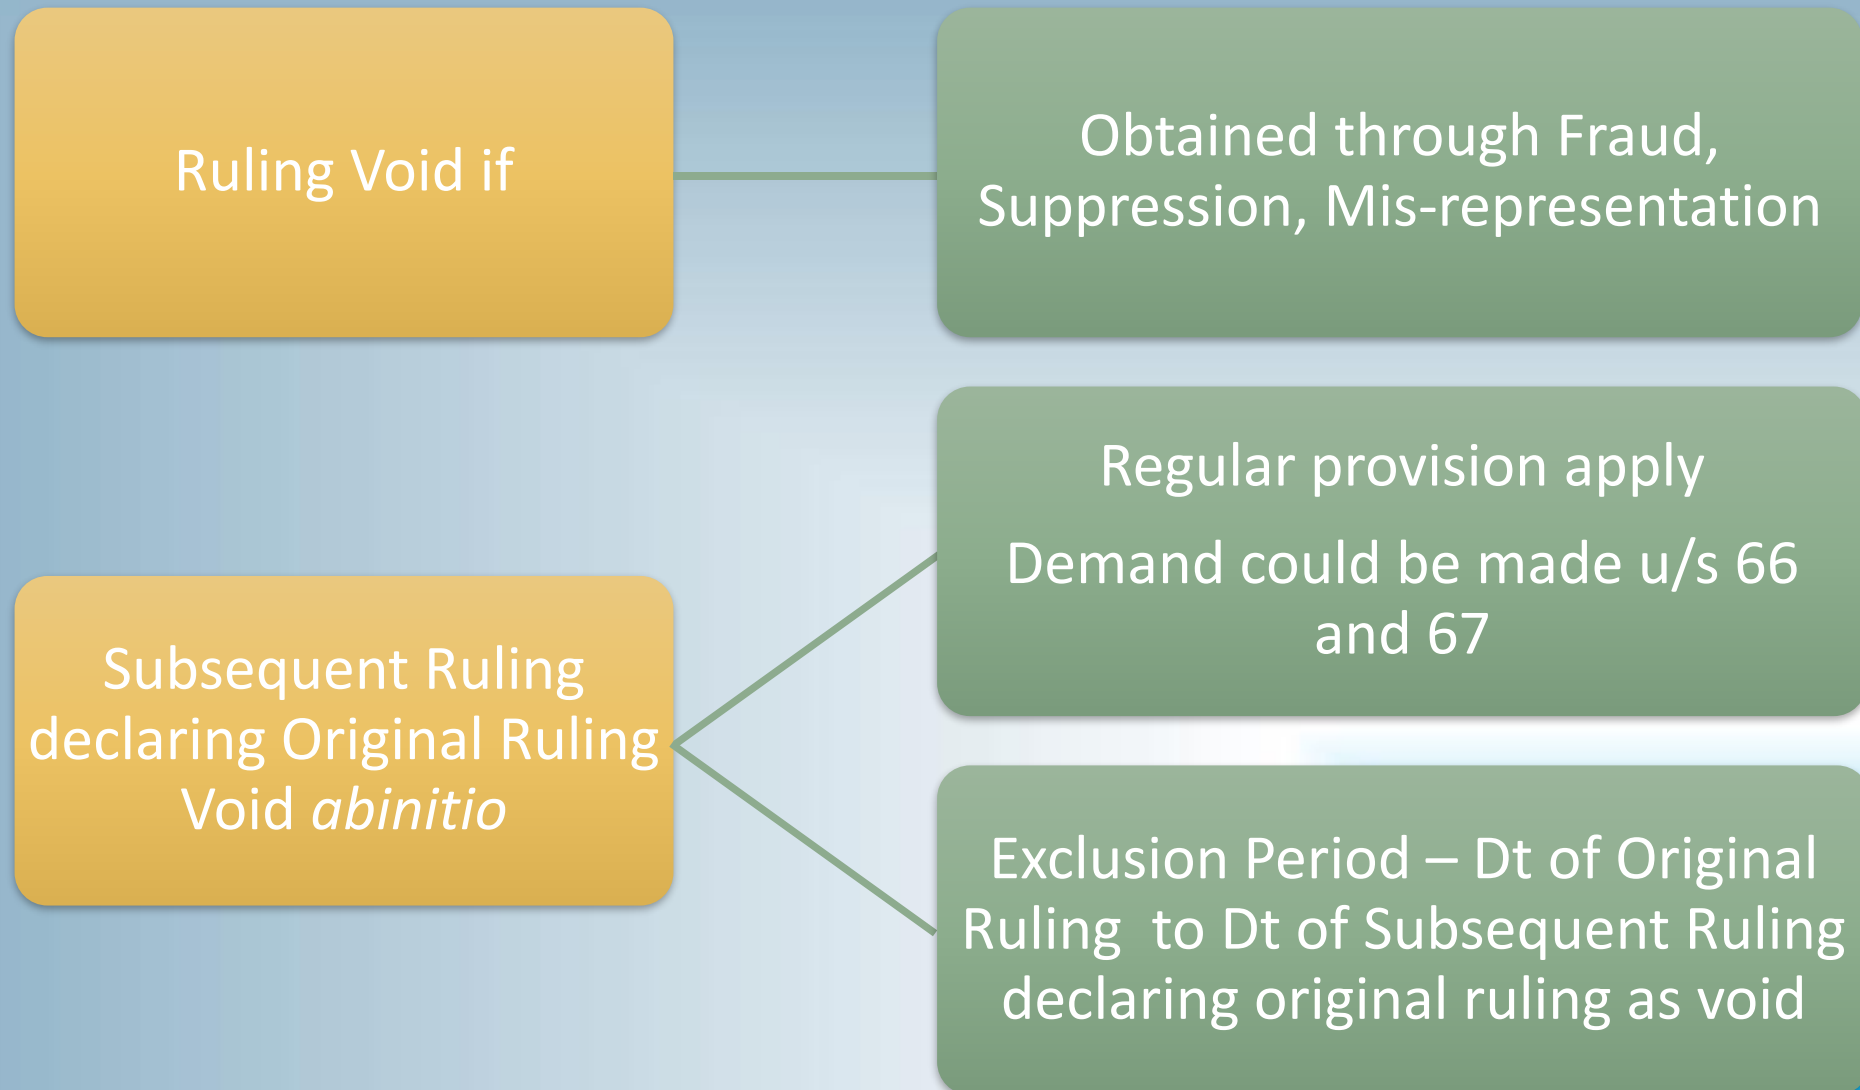 Ruling Void if
Obtained through Fraud,
Suppression, Mis-representation
Regular provision apply
Demand could be made u/s 66
and 67
Subsequent Ruling
declaring Original Ruling
Void abinitio
Exclusion Period – Dt of Original
Ruling to Dt of Subsequent Ruling
declaring original ruling as void